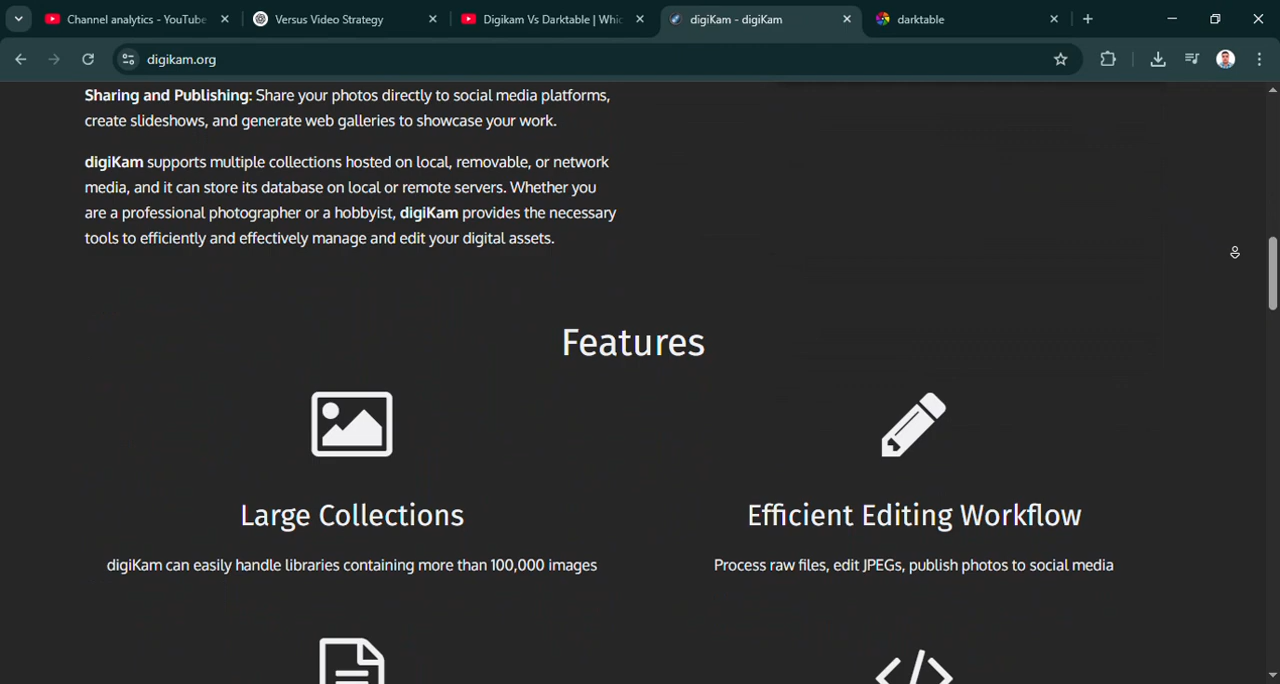 Channel analytics - YouTube
Versus Video Strategy
Digikam Vs Darktable | Whic
digiKam - digiKam
darktable
digikam.org
Sharing and Publishing: Share your photos directly to social media platforms,
create slideshows, and generate web galleries to showcase your work.
digiKam supports multiple collections hosted on local, removable, or network
media, and it can store its database on local or remote servers. Whether you
are a professional photographer or a hobbyist, digiKam provides the necessary
tools to efficiently and effectively manage and edit your digital assets.
Features
Large Collections
Efficient Editing Workflow
digiKam can easily handle libraries containing more than 100,000 images
Process raw files, edit JPEGs, publish photos to social media